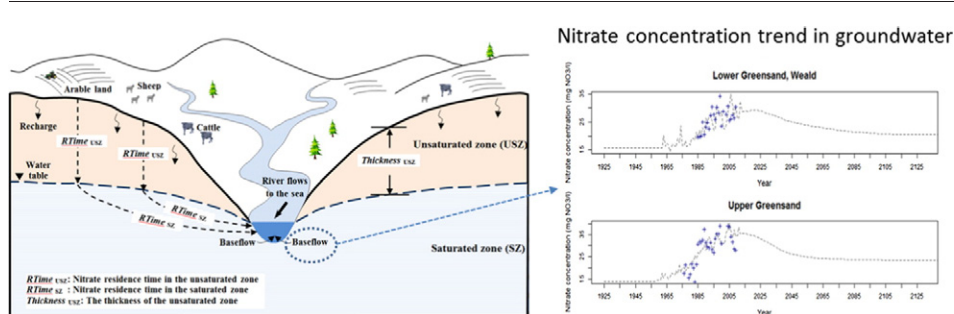 Nitrate concentration trend in groundwater
Arable land
Sheep
Recharge
RTime USZ
RTime USZ
Cattle
Unsaturated zone (USZ)
Thickness USZ
Water
table
River flows
to the sea
RTime SZ
RTime SZ
Baseflow
Baseflow
Saturated zone (SZ)
RTime USZ: Nitrate residence time in the unsaturated zone
RTime SZ : Nitrate residence time in the saturated zone
Thickness USZ: The thickness of the unsaturated zone
Lower Greensand, Weald
Nitrate concentration (mg NO3/l)
35
25
15
1925 1945 1965 1985 2005 2025 2045 2065 2085 2105 2125
Year
Upper Greensand
Nitrate concentration (mg NO3/l)
35
25
15
1925 1945 1965 1985 2005 2025 2045 2065 2085 2105 2125
Year